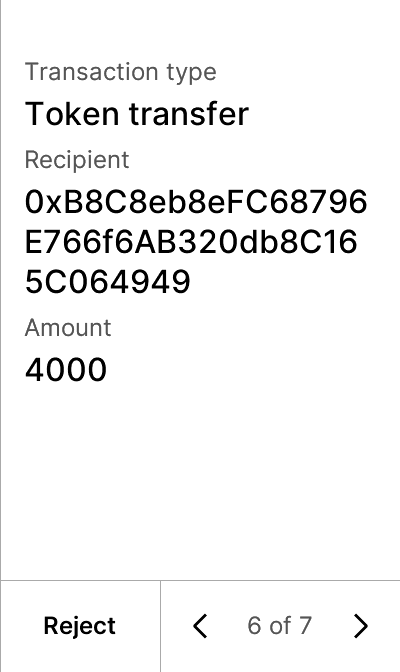 Transaction type
Token transfer
Recipient
0xB8C8eb8eFC68796
E766f6AB320db8C16
5C064949
Amount
4000
Reject
6 of 7